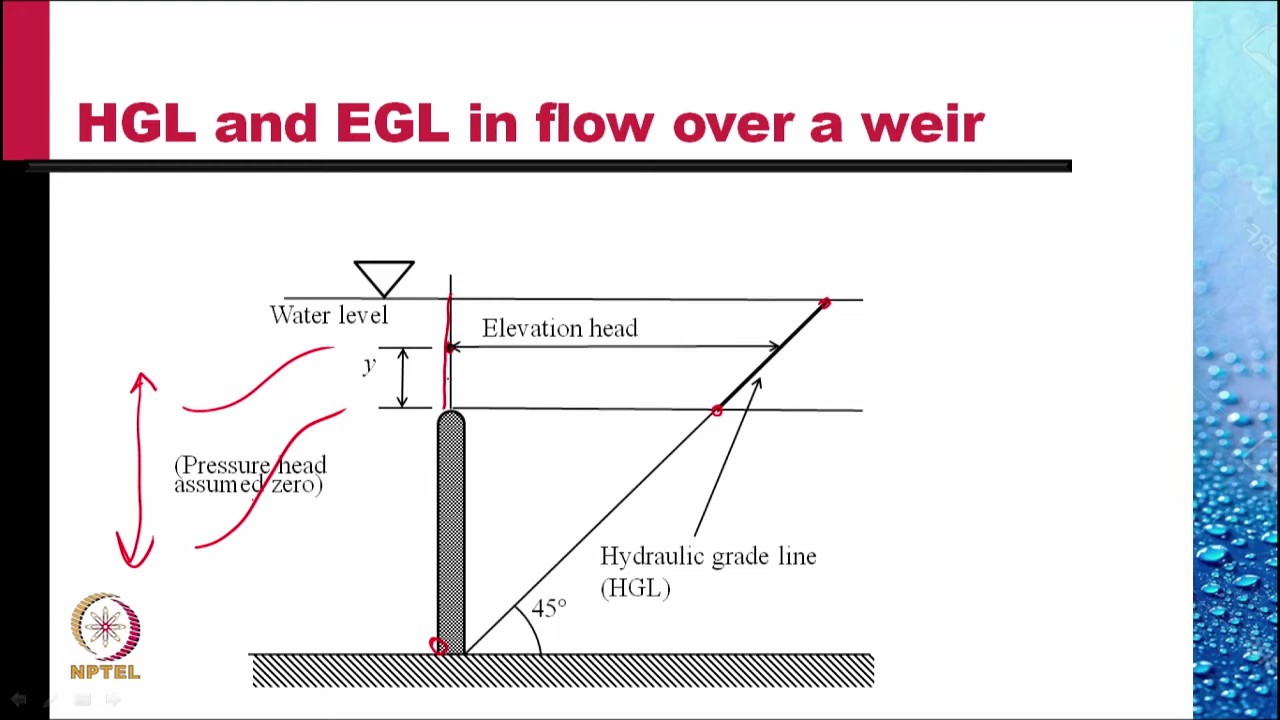 HGL and EGL in flow over a weir
Water level
Elevation head
y
(Pressure head
assumed zero)
Hydraulic grade line
(HGL)
45°
NPTEL